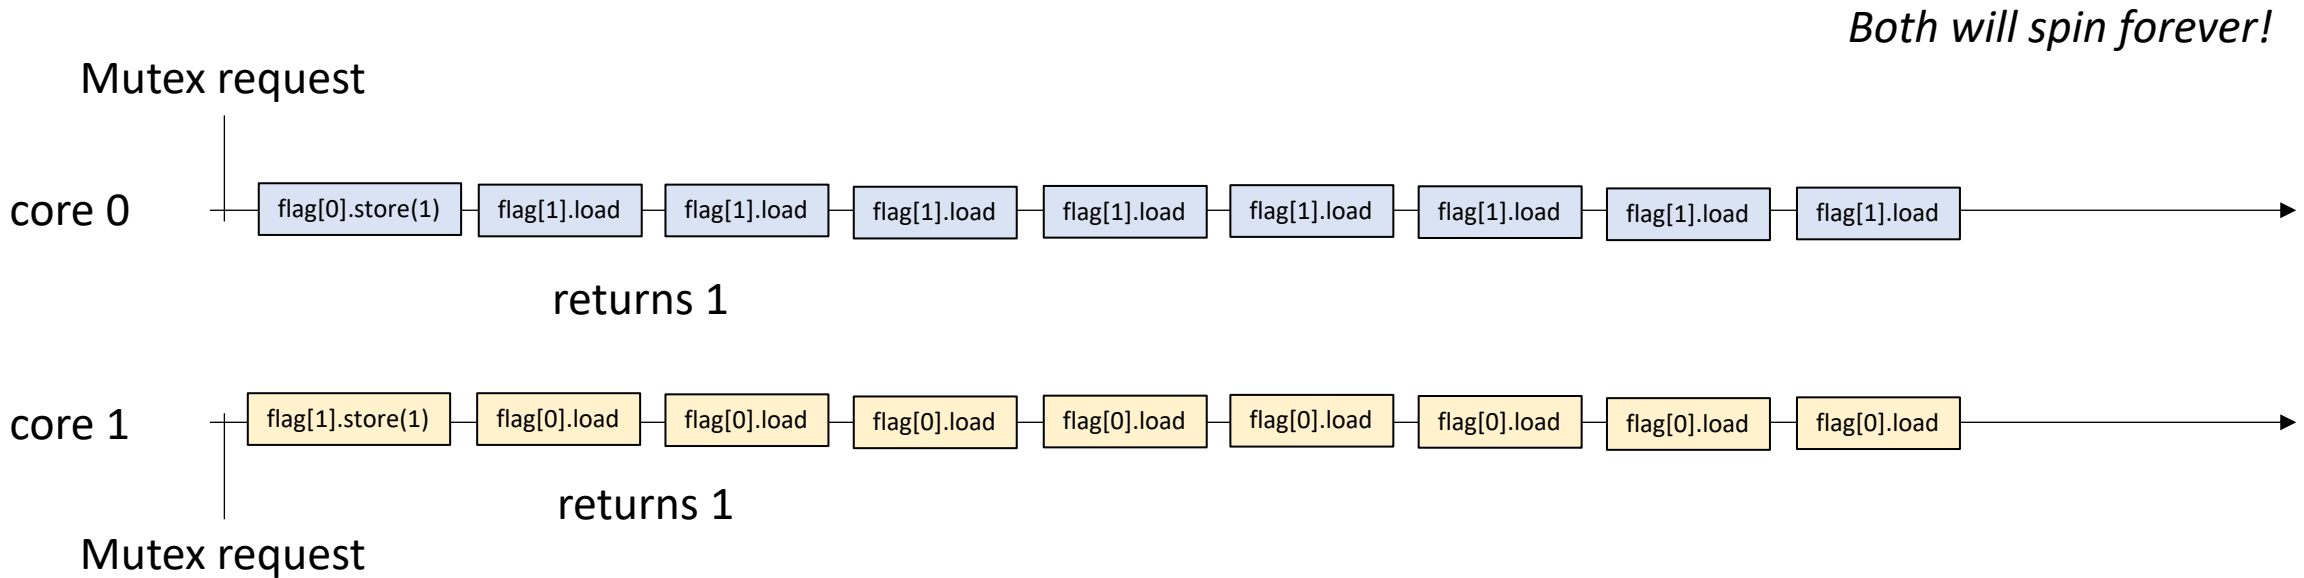 Both will spin forever!
Mutex request
core 0
flag[0].store(1) flag[1].load flag[1].load flag[1].load flag[1].load flag[1].load flag[1].load flag[1].load flag[1].load
returns 1
core 1
flag[1].store(1) flag[0].load flag[0].load flag[0].load flag[0].load flag[0].load flag[0].load flag[0].load flag[0].load
returns 1
Mutex request